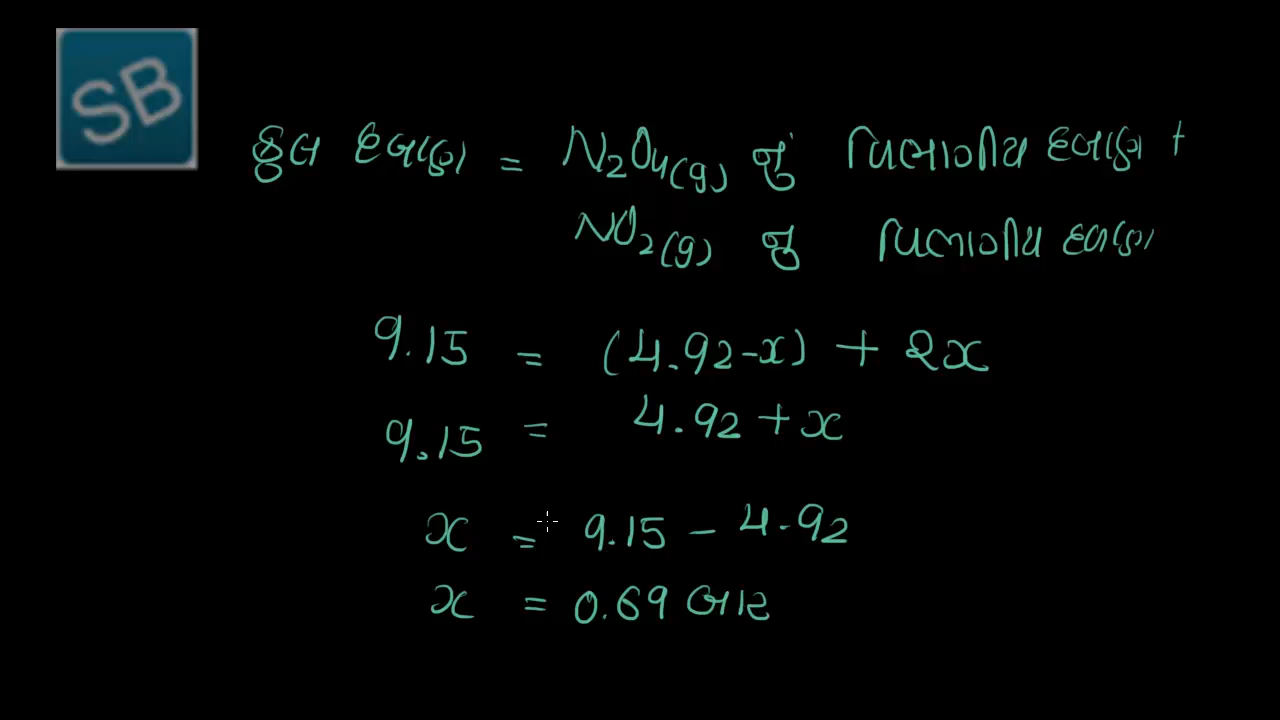 SB
કુલ દબાણ = N₂O₄(g) નું વિભાગીય દબાણ +
NO₂(g) નું વિભાગીય દબાણ
9.15 = (4.92-x) + 2x
9.15 = 4.92 + x
x = 9.15 - 4.92
x = 0.69 બાર